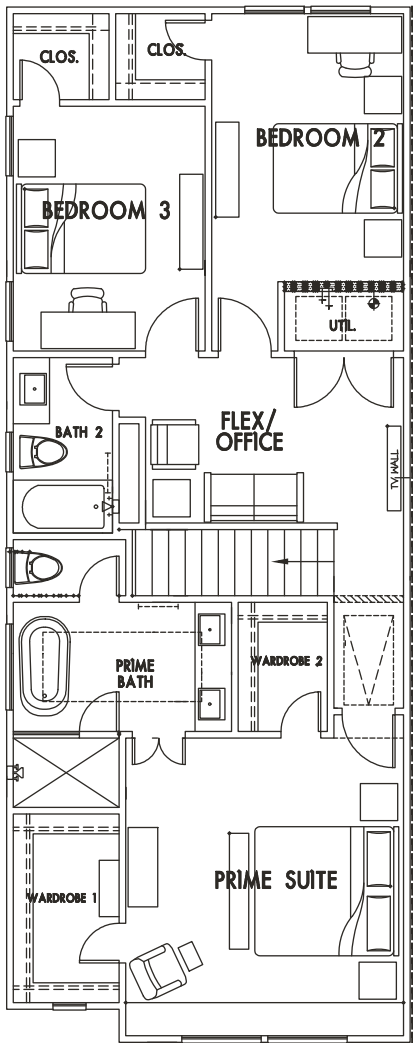 CLOS.
CLOS.
BEDROOM 2
BEDROOM 3
UTIL.
FLEX/
OFFICE
BATH 2
TV WALL
PRIME
BATH
WARDROBE 2
PRIME SUITE
WARDROBE 1